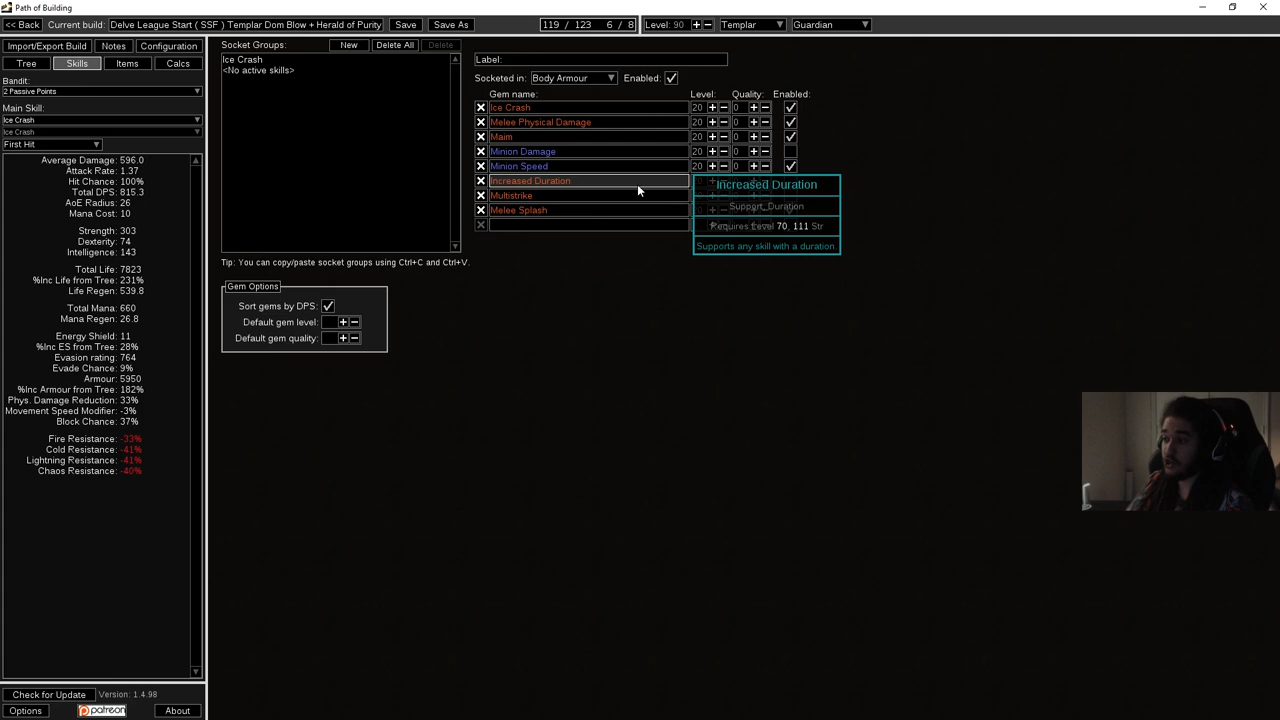 Path of Building
<< Back
Current build:
Delve League Start ( SSF ) Templar Dom Blow + Herald of Purity
Save
Save As
119 / 123 6 / 8
Level: 90
Templar
Guardian
Import/Export Build
Notes
Configuration
Tree
Skills
Items
Calcs
Bandit:
2 Passive Points
Main Skill:
Ice Crash
Ice Crash
First Hit
Average Damage: 596.0
Attack Rate: 1.37
Hit Chance: 100%
Total DPS: 815.3
AoE Radius: 26
Mana Cost: 10
Strength: 303
Dexterity: 74
Intelligence: 143
Total Life: 7823
%Inc Life from Tree: 231%
Life Regen: 539.8
Total Mana: 660
Mana Regen: 26.8
Energy Shield: 11
%Inc ES from Tree: 28%
Evasion rating: 764
Evade Chance: 9%
Armour: 5950
%Inc Armour from Tree: 182%
Phys. Damage Reduction: 33%
Movement Speed Modifier: -3%
Block Chance: 37%
Fire Resistance: -33%
Cold Resistance: -41%
Lightning Resistance: -41%
Chaos Resistance: -40%
Check for Update
Version: 1.4.98
Options
patreon
About
Socket Groups:
New
Delete All
Delete
Ice Crash
<No active skills>
Tip: You can copy/paste socket groups using Ctrl+C and Ctrl+V.
Gem Options
Sort gems by DPS:
Default gem level:
Default gem quality:
Label:
Socketed in:
Body Armour
Enabled:
Gem name:
Level:
Quality:
Enabled:
Ice Crash 20 0
Melee Physical Damage 20 0
Maim 20 0
Minion Damage 20 0
Minion Speed 20 0
Increased Duration
Multistrike
Melee Splash
Increased Duration
Support_Duration
Requires Level 70, 111 Str
Supports any skill with a duration.